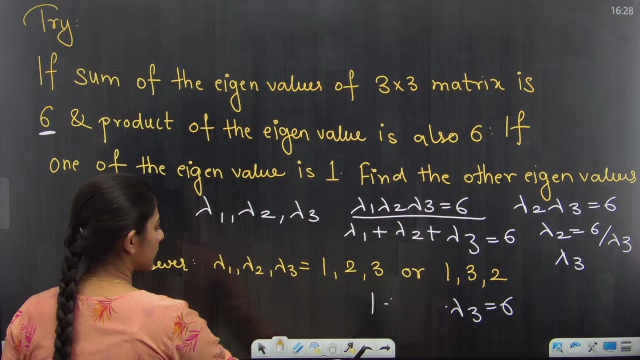 16:28
Try:
If sum of the eigen values of 3x3 matrix is
6 & product of the eigen value is also 6. If
one of the eigen value is 1. Find the other eigen values
λ1, λ2, λ3 λ1λ2λ3 = 6 λ2λ3 = 6
λ1 + λ2 + λ3 = 6 λ2 = 6/λ3
λ3
λ1, λ2, λ3 = 1, 2, 3 or 1, 3, 2
1 λ3 = 6